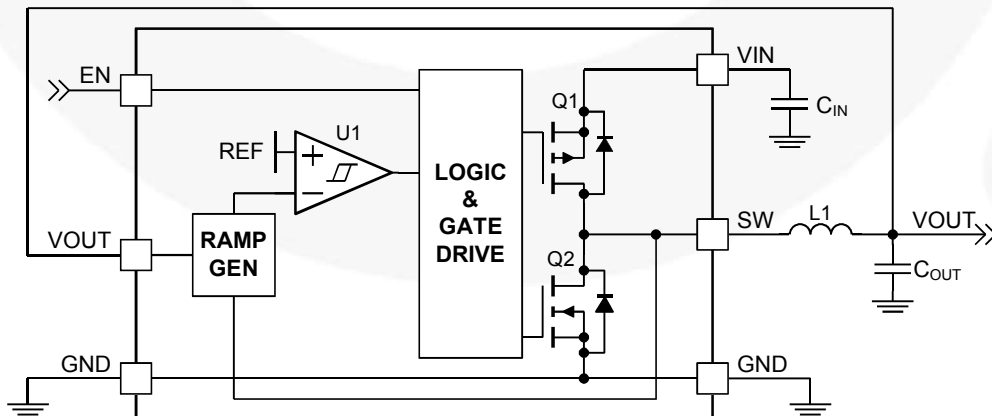 EN
VIN
Q1
C_IN
U1
REF
LOGIC
&
GATE
DRIVE
VOUT
RAMP
GEN
SW
L1
VOUT
Q2
C_OUT
GND
GND